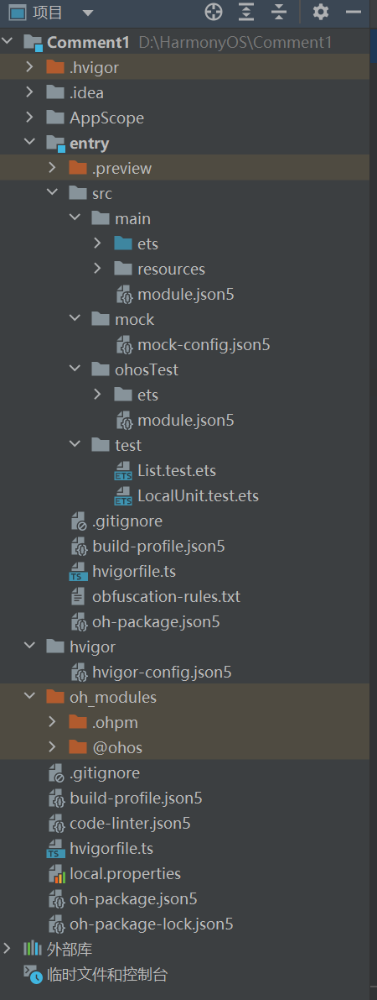 项目
Comment1 D:\HarmonyOS\Comment1
.hvigor
.idea
AppScope
entry
.preview
src
main
ets
resources
module.json5
mock
mock-config.json5
ohosTest
ets
module.json5
test
List.test.ets
LocalUnit.test.ets
.gitignore
build-profile.json5
hvigorfile.ts
obfuscation-rules.txt
oh-package.json5
hvigor
hvigor-config.json5
oh_modules
.ohpm
@ohos
.gitignore
build-profile.json5
code-linter.json5
hvigorfile.ts
local.properties
oh-package.json5
oh-package-lock.json5
外部库
临时文件和控制台